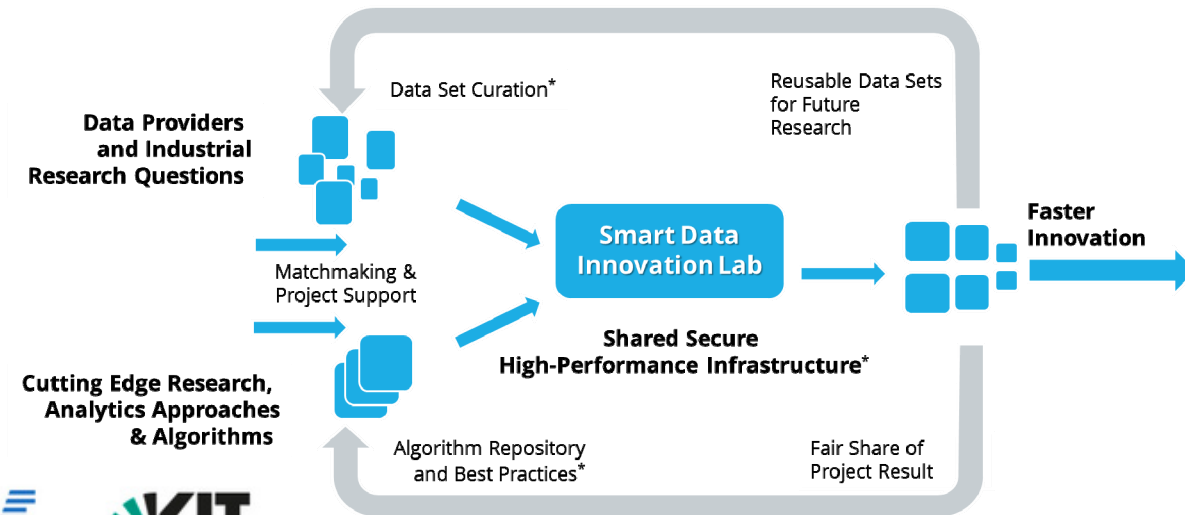 Data Set Curation*
Reusable Data Sets
for Future
Research
Data Providers
and Industrial
Research Questions
Smart Data
Innovation Lab
Faster
Innovation
Matchmaking &
Project Support
Shared Secure
High-Performance Infrastructure*
Cutting Edge Research,
Analytics Approaches
& Algorithms
Algorithm Repository
and Best Practices*
Fair Share of
Project Result
KIT